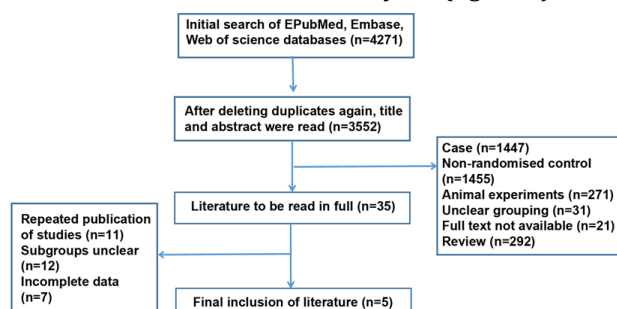 Initial search of EPubMed, Embase,
Web of science databases (n=4271)
After deleting duplicates again, title
and abstract were read (n=3552)
Case (n=1447)
Non-randomised control
(n=1455)
Animal experiments (n=271)
Unclear grouping (n=31)
Full text not available (n=21)
Review (n=292)
Literature to be read in full (n=35)
Repeated publication
of studies (n=11)
Subgroups unclear
(n=12)
Incomplete data
(n=7)
Final inclusion of literature (n=5)